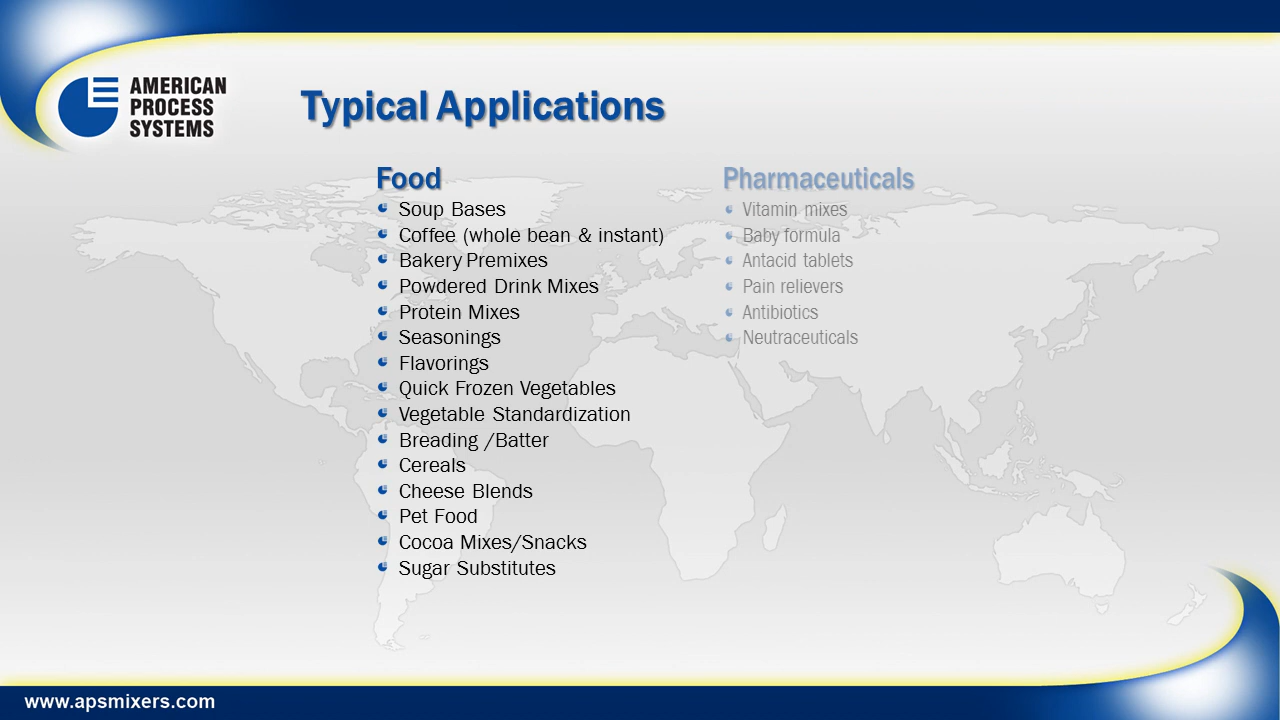 AMERICAN
PROCESS
SYSTEMS
Typical Applications
Food
Soup Bases
Coffee (whole bean & instant)
Bakery Premixes
Powdered Drink Mixes
Protein Mixes
Seasonings
Flavorings
Quick Frozen Vegetables
Vegetable Standardization
Breading /Batter
Cereals
Cheese Blends
Pet Food
Cocoa Mixes/Snacks
Sugar Substitutes
Pharmaceuticals
Vitamin mixes
Baby formula
Antacid tablets
Pain relievers
Antibiotics
Neutraceuticals
www.apsmixers.com